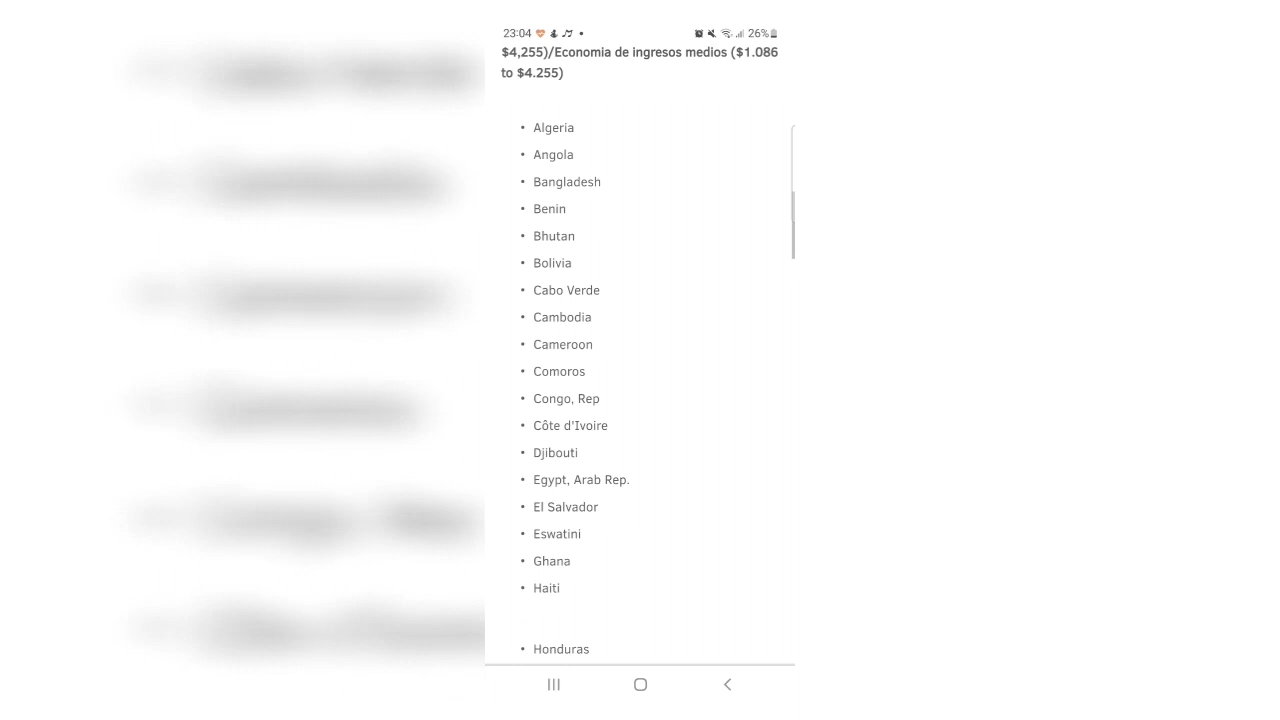 23:04 26%
$4,255)/Economia de ingresos medios ($1.086
to $4.255)
• Algeria
• Angola
• Bangladesh
• Benin
• Bhutan
• Bolivia
• Cabo Verde
• Cambodia
• Cameroon
• Comoros
• Congo, Rep
• Côte d'Ivoire
• Djibouti
• Egypt, Arab Rep.
• El Salvador
• Eswatini
• Ghana
• Haiti
• Honduras